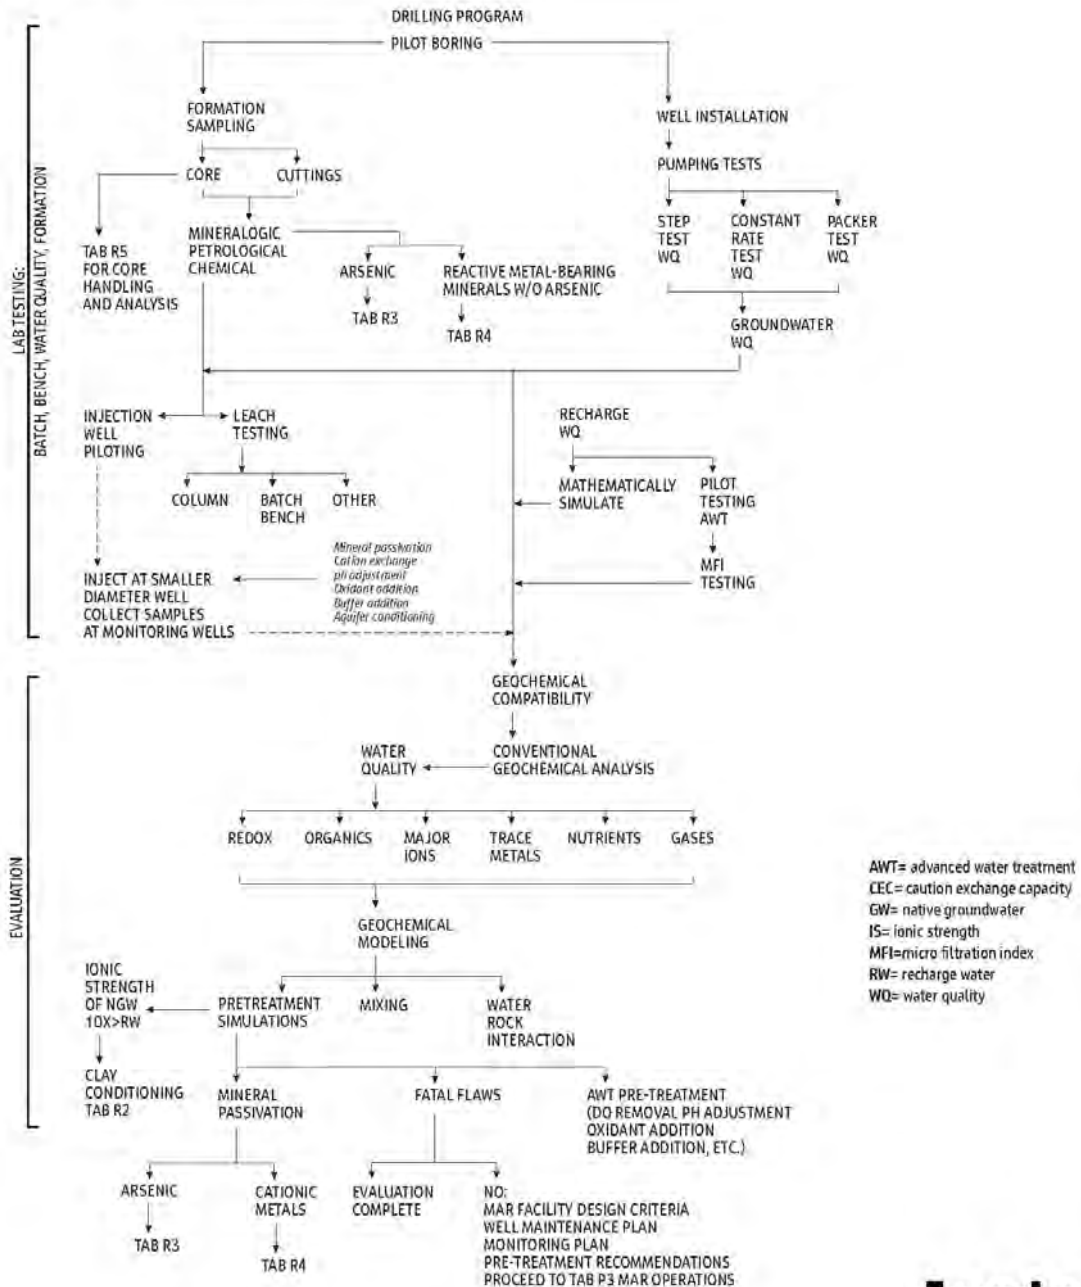 DRILLING PROGRAM
PILOT BORING
LAB TESTING:
BATCH, BENCH, WATER QUALITY, FORMATION
FORMATION
SAMPLING
WELL INSTALLATION
PUMPING TESTS
CORE
CUTTINGS
STEP
TEST
WQ
CONSTANT
RATE
TEST
WQ
PACKER
TEST
WQ
TAB R5
FOR CORE
HANDLING
AND ANALYSIS
MINERALOGIC
PETROLOGICAL
CHEMICAL
ARSENIC
TAB R3
REACTIVE METAL-BEARING
MINERALS W/O ARSENIC
TAB R4
GROUNDWATER
WQ
INJECTION
WELL
PILOTING
LEACH
TESTING
RECHARGE
WQ
COLUMN
BATCH
BENCH
OTHER
MATHEMATICALLY
SIMULATE
PILOT
TESTING
AWT
MFI
TESTING
INJECT AT SMALLER
DIAMETER WELL
COLLECT SAMPLES
AT MONITORING WELLS
Mineral passivation
Cation exchange
pH adjustment
Oxidant addition
Buffer addition
Aquifer conditioning
EVALUATION
GEOCHEMICAL
COMPATIBILITY
CONVENTIONAL
GEOCHEMICAL ANALYSIS
WATER
QUALITY
REDOX
ORGANICS
MAJOR
IONS
TRACE
METALS
NUTRIENTS
GASES
GEOCHEMICAL
MODELING
IONIC
STRENGTH
OF NGW
10X>RW
PRETREATMENT
SIMULATIONS
MIXING
WATER
ROCK
INTERACTION
CLAY
CONDITIONING
TAB R2
MINERAL
PASSIVATION
FATAL FLAWS
AWT PRE-TREATMENT
(DO REMOVAL PH ADJUSTMENT
OXIDANT ADDITION
BUFFER ADDITION, ETC.)
ARSENIC
TAB R3
CATIONIC
METALS
TAB R4
EVALUATION
COMPLETE
NO:
MAR FACILITY DESIGN CRITERIA
WELL MAINTENANCE PLAN
MONITORING PLAN
PRE-TREATMENT RECOMMENDATIONS
PROCEED TO TAB P3 MAR OPERATIONS
AWT= advanced water treatment
CEC= caution exchange capacity
GW= native groundwater
IS= ionic strength
MFI=micro filtration index
RW= recharge water
WQ= water quality